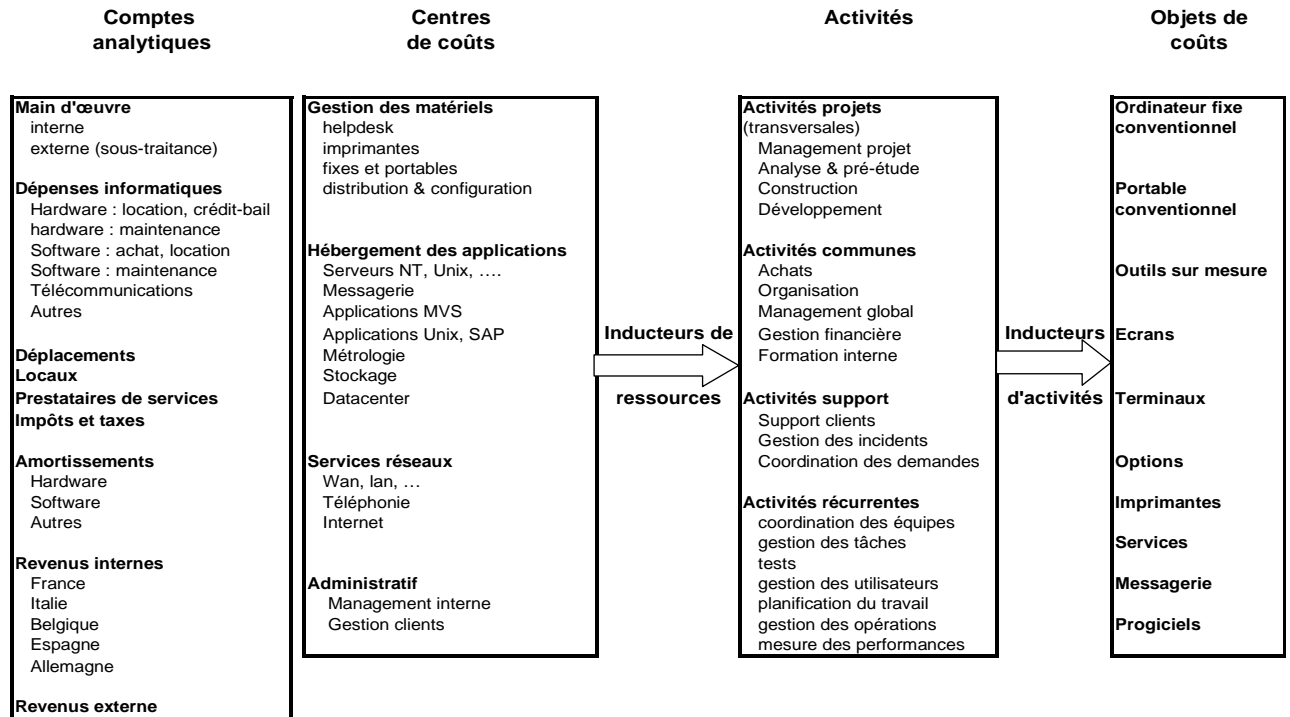 Comptes
analytiques
Centres
de coûts
Activités
Objets de
coûts
Main d'œuvre
interne
externe (sous-traitance)
Dépenses informatiques
Hardware : location, crédit-bail
hardware : maintenance
Software : achat, location
Software : maintenance
Télécommunications
Autres
Déplacements
Locaux
Prestataires de services
Impôts et taxes
Amortissements
Hardware
Software
Autres
Revenus internes
France
Italie
Belgique
Espagne
Allemagne
Revenus externe
Gestion des matériels
helpdesk
imprimantes
fixes et portables
distribution & configuration
Hébergement des applications
Serveurs NT, Unix, ….
Messagerie
Applications MVS
Applications Unix, SAP
Métrologie
Stockage
Datacenter
Services réseaux
Wan, lan, …
Téléphonie
Internet
Administratif
Management interne
Gestion clients
Inducteurs de
ressources
Activités projets
(transversales)
Management projet
Analyse & pré-étude
Construction
Développement
Activités communes
Achats
Organisation
Management global
Gestion financière
Formation interne
Activités support
Support clients
Gestion des incidents
Coordination des demandes
Activités récurrentes
coordination des équipes
gestion des tâches
tests
gestion des utilisateurs
planification du travail
gestion des opérations
mesure des performances
Inducteurs
d'activités
Ordinateur fixe
conventionnel
Portable
conventionnel
Outils sur mesure
Ecrans
Terminaux
Options
Imprimantes
Services
Messagerie
Progiciels